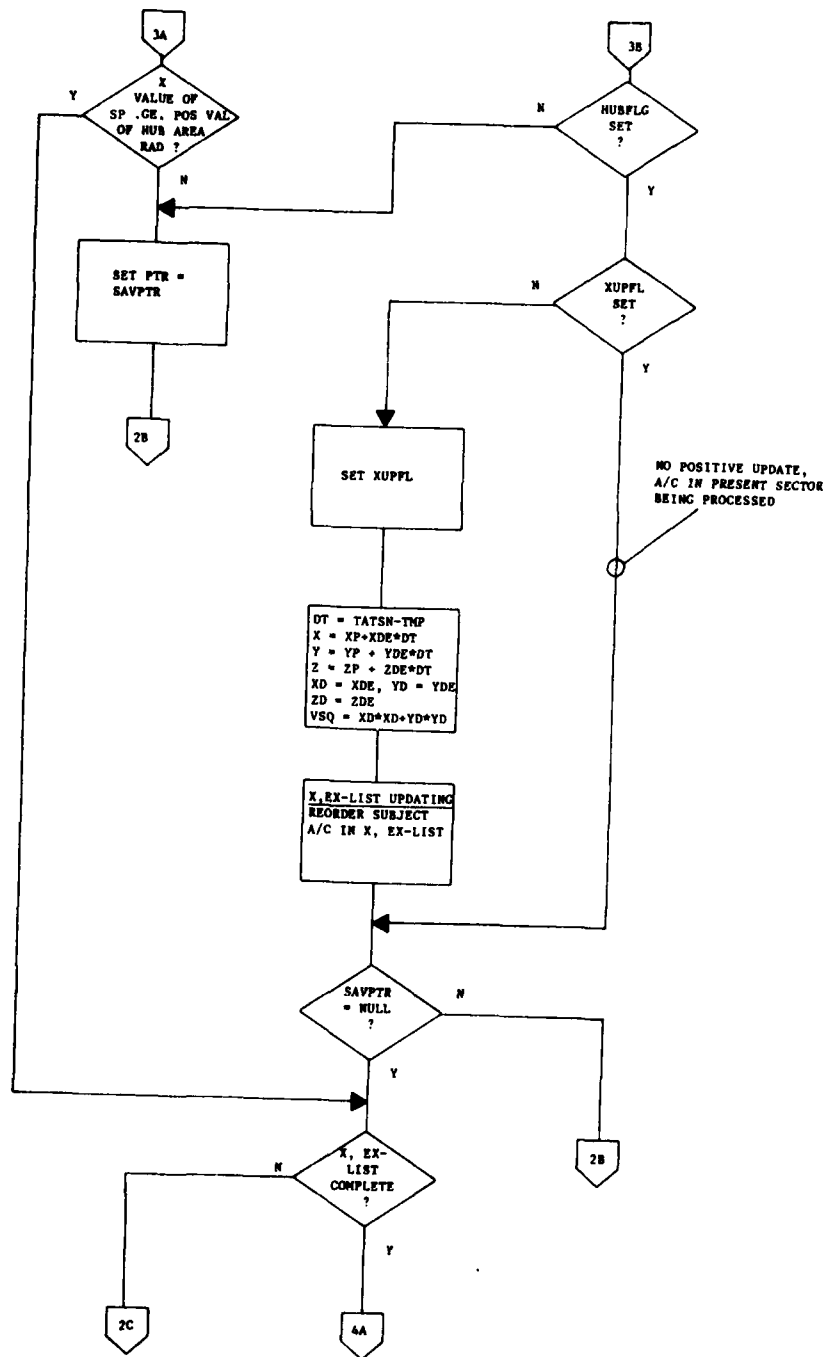 3A
X
VALUE OF
SP .GE. POS VAL
OF HUB AREA
RAD ?
Y
N
SET PTR =
SAVPTR
2B
3B
HUBFLG
SET
?
N
Y
XUPFL
SET
?
N
Y
SET XUPFL
NO POSITIVE UPDATE,
A/C IN PRESENT SECTOR
BEING PROCESSED
DT = TATSN-TMP
X = XP+XDE*DT
Y = YP + YDE*DT
Z = ZP + ZDE*DT
XD = XDE, YD = YDE
ZD = ZDE
VSQ = XD*XD+YD*YD
X,EX-LIST UPDATING
REORDER SUBJECT
A/C IN X, EX-LIST
SAVPTR
= NULL
?
N
Y
2B
X, EX-
LIST
COMPLETE
?
N
Y
2C
4A